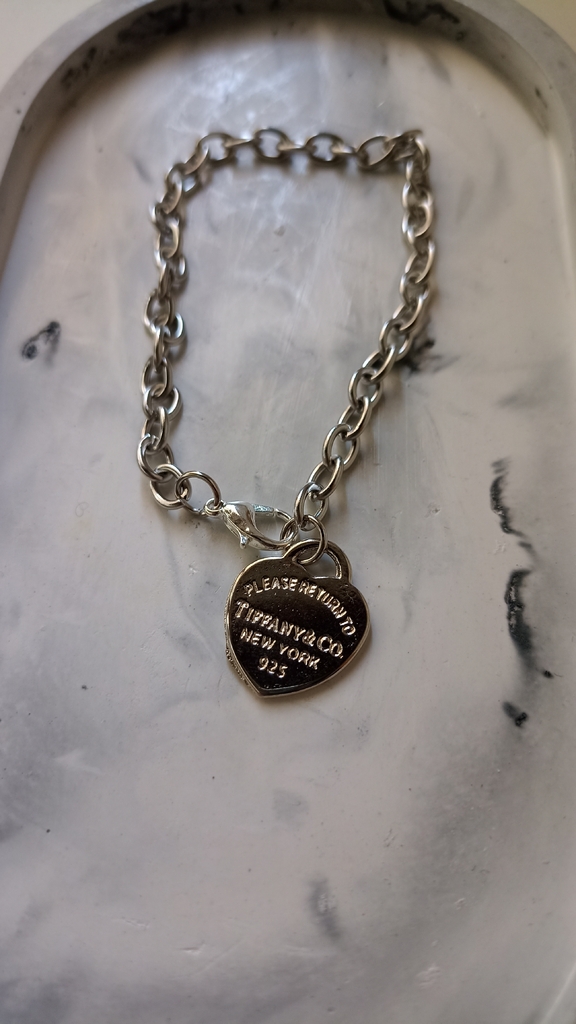 PLEASE RETURN TO
TIFFANY & CO.
NEW YORK
925